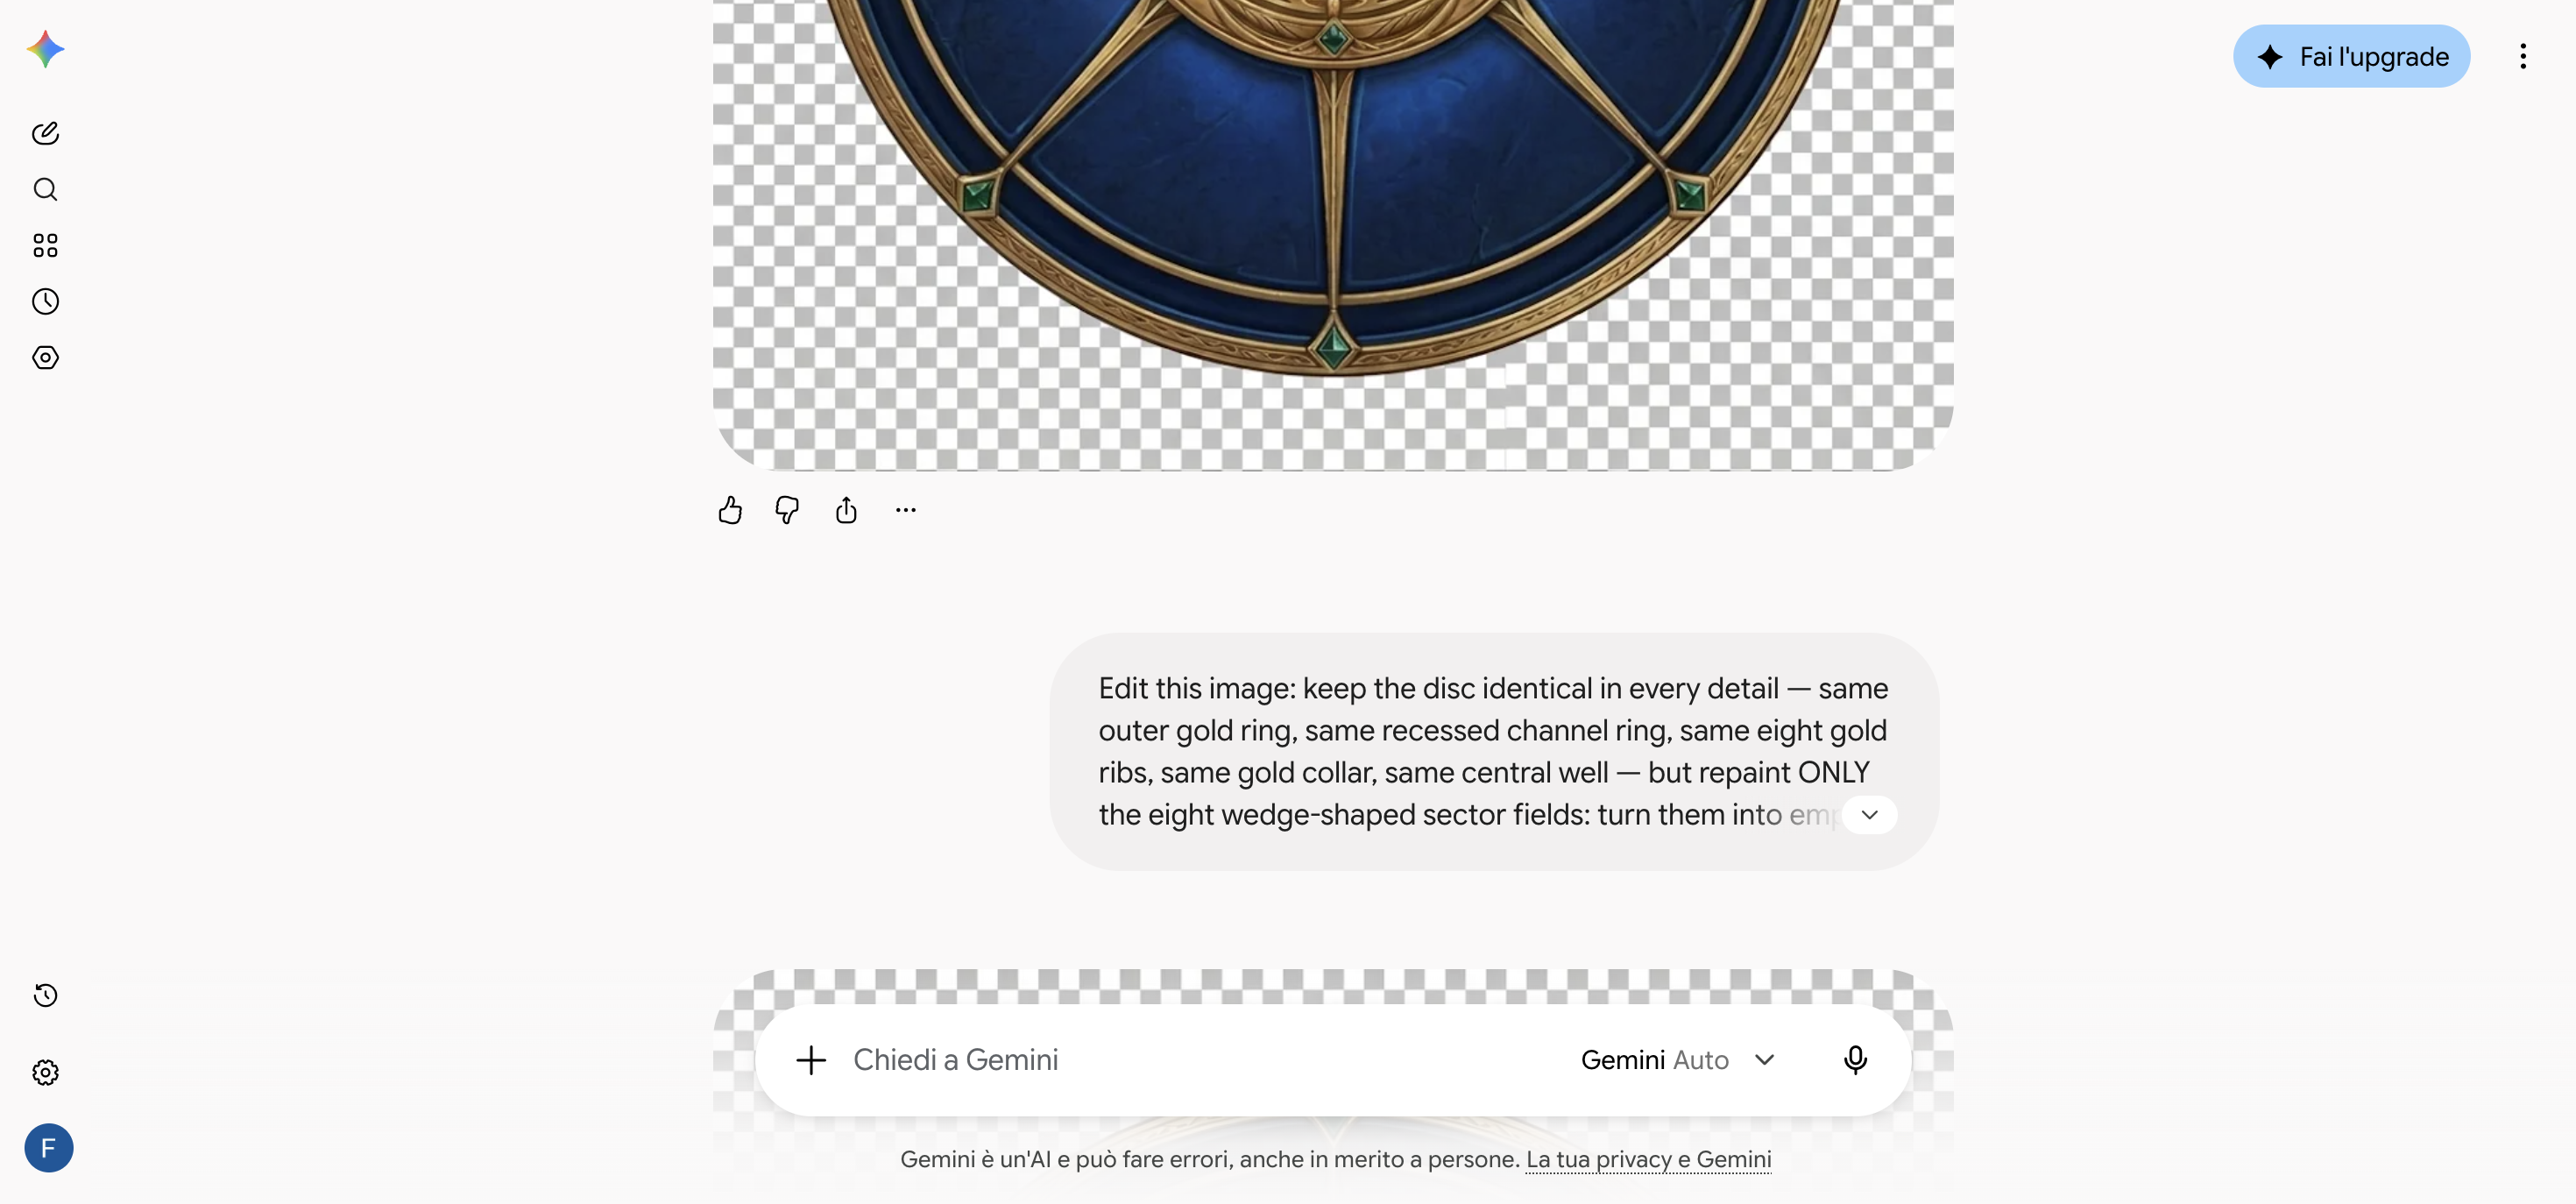 Fai l'upgrade
Edit this image: keep the disc identical in every detail — same
outer gold ring, same recessed channel ring, same eight gold
ribs, same gold collar, same central well — but repaint ONLY
the eight wedge-shaped sector fields: turn them into
Chiedi a Gemini
Gemini Auto
F
Gemini è un'AI e può fare errori, anche in merito a persone. La tua privacy e Gemini